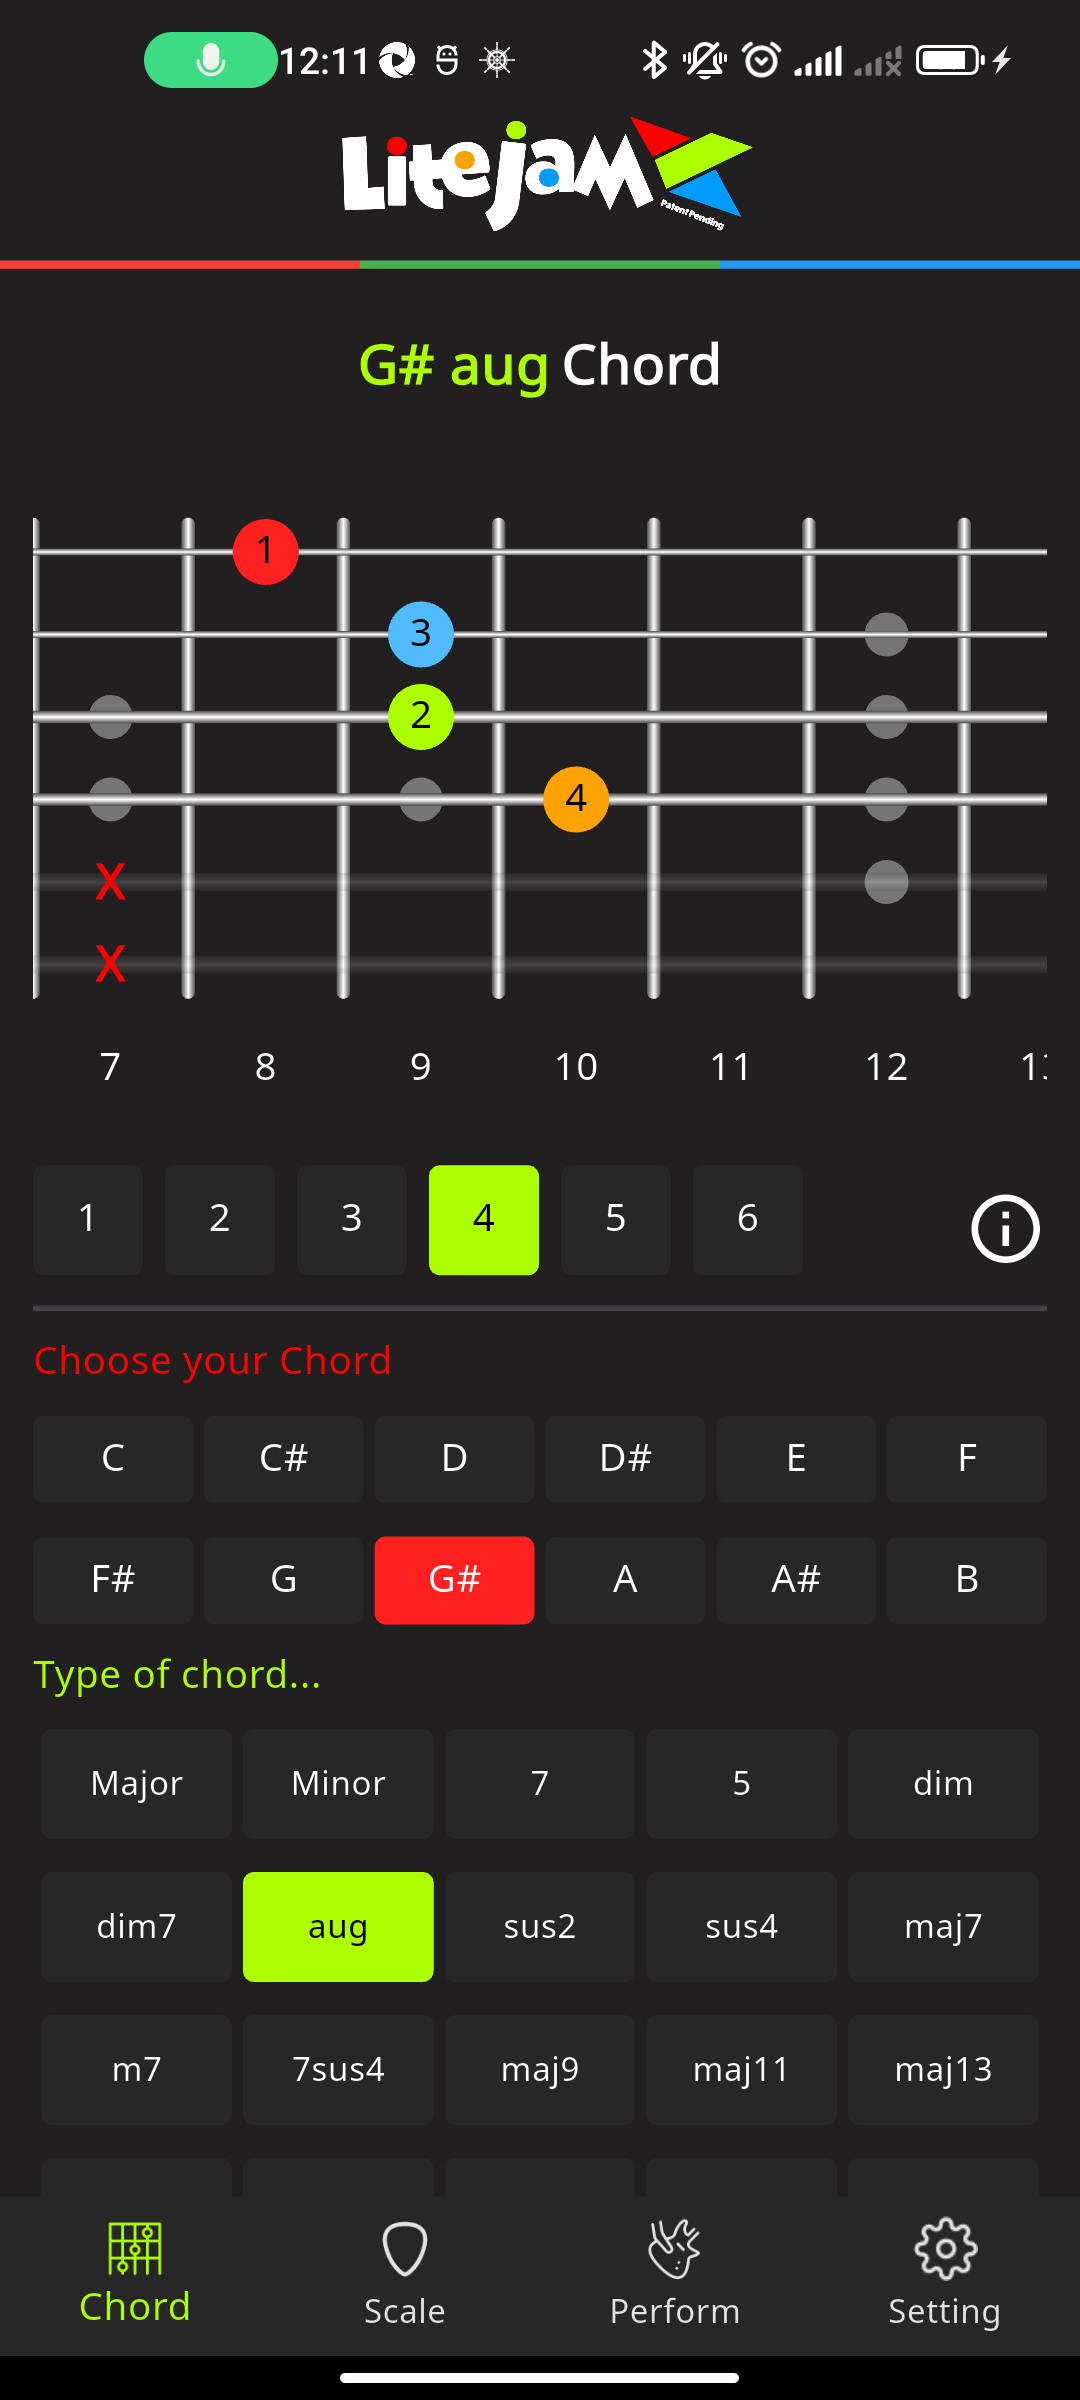 12:11
Litejam
Patent Pending
G# aug Chord
1
3
2
4
X
X
7 8 9 10 11 12
1 2 3 4 5 6
Choose your Chord
C C# D D# E F
F# G G# A A# B
Type of chord...
Major Minor 7 5 dim
dim7 aug sus2 sus4 maj7
m7 7sus4 maj9 maj11 maj13
Chord Scale Perform Setting